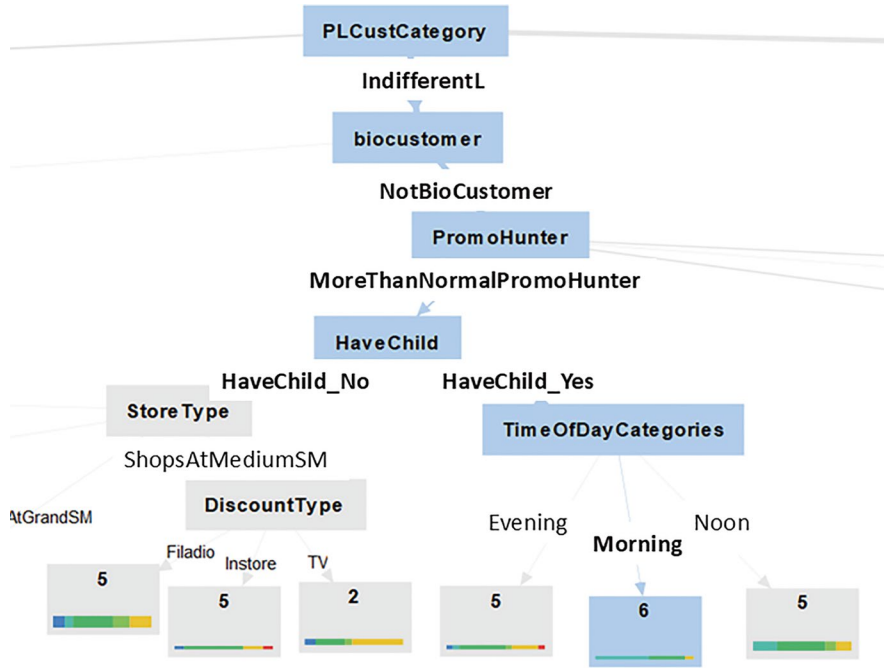 PLCustCategory
IndifferentL
biocustomer
NotBioCustomer
PromoHunter
MoreThanNormalPromoHunter
HaveChild
HaveChild_No
HaveChild_Yes
StoreType
TimeOfDayCategories
ShopsAtMediumSM
DiscountType
AtGrandSM
Filadio
Instore
TV
Evening
Morning
Noon
5
5
2
5
6
5